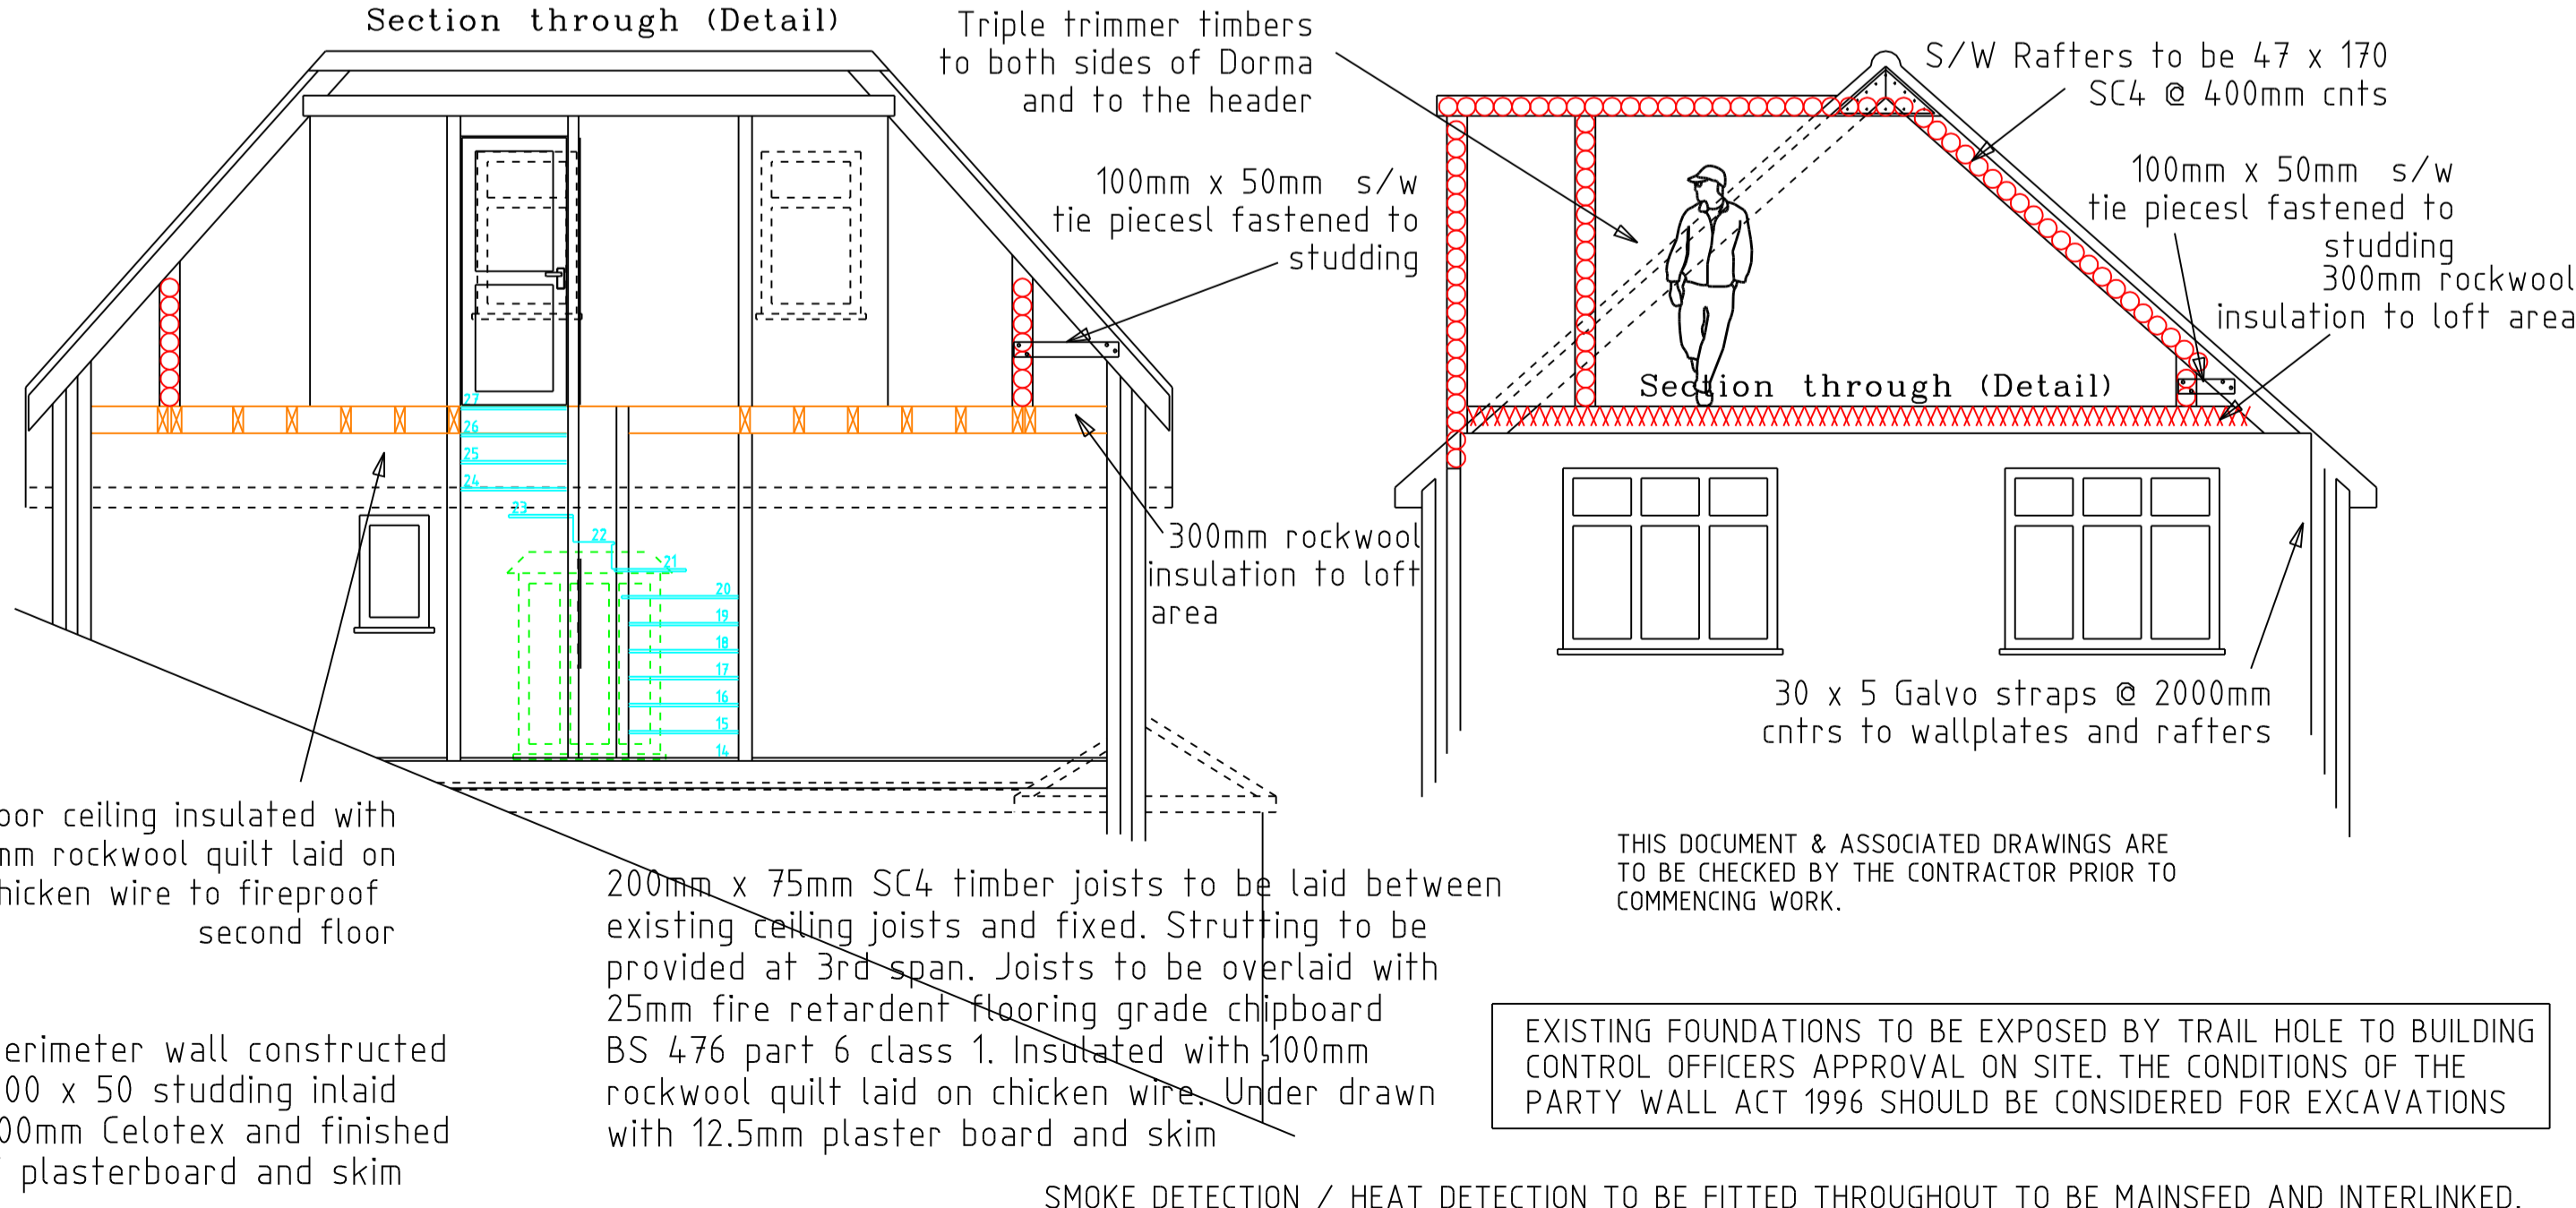 Section through (Detail)
Triple trimmer timbers
to both sides of Dorma
and to the header
100mm x 50mm s/w
tie piecesl fastened to
studding
S/W Rafters to be 47 x 170
SC4 @ 400mm cnts
100mm x 50mm s/w
tie piecesl fastened to
studding
300mm rockwool
insulation to loft area
Section through (Detail)
27
26
25
24
23
22
21
20
19
18
17
16
15
14
300mm rockwool
insulation to loft
area
30 x 5 Galvo straps @ 2000mm
cntrs to wallplates and rafters
ceiling insulated with
rockwool quilt laid on
wire to fireproof
second floor
200mm x 75mm SC4 timber joists to be laid between
existing ceiling joists and fixed. Strutting to be
provided at 3rd span. Joists to be overlaid with
25mm fire retardent flooring grade chipboard
BS 476 part 6 class 1. Insulated with 100mm
rockwool quilt laid on chicken wire. Under drawn
with 12.5mm plaster board and skim
wall constructed
x 50 studding inlaid
Celotex and finished
plasterboard and skim
THIS DOCUMENT & ASSOCIATED DRAWINGS ARE
TO BE CHECKED BY THE CONTRACTOR PRIOR TO
COMMENCING WORK.
EXISTING FOUNDATIONS TO BE EXPOSED BY TRAIL HOLE TO BUILDING
CONTROL OFFICERS APPROVAL ON SITE. THE CONDITIONS OF THE
PARTY WALL ACT 1996 SHOULD BE CONSIDERED FOR EXCAVATIONS
SMOKE DETECTION / HEAT DETECTION TO BE FITTED THROUGHOUT TO BE MAINSFED AND INTERLINKED.